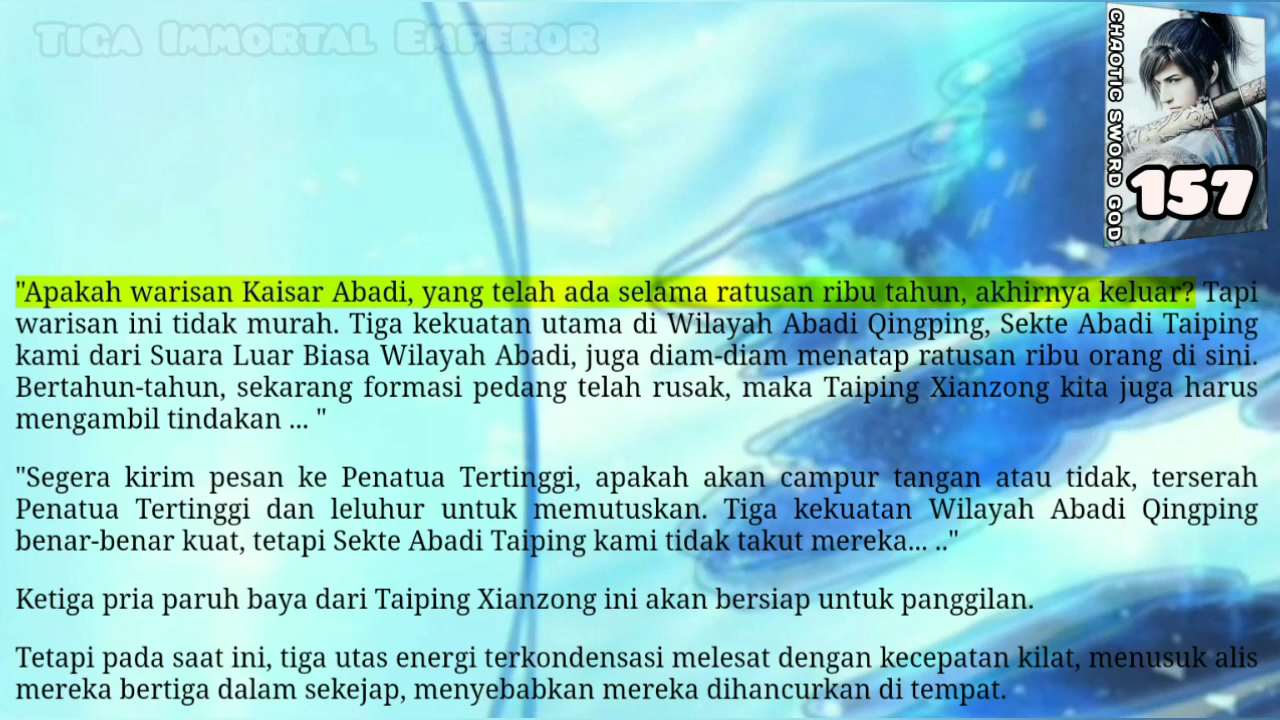 Tiga Immortal Emperor
CHAOTIC SWORD GOD
157
"Apakah warisan Kaisar Abadi, yang telah ada selama ratusan ribu tahun, akhirnya keluar? Tapi
warisan ini tidak murah. Tiga kekuatan utama di Wilayah Abadi Qingping, Sekte Abadi Taiping
kami dari Suara Luar Biasa Wilayah Abadi, juga diam-diam menatap ratusan ribu orang di sini.
Bertahun-tahun, sekarang formasi pedang telah rusak, maka Taiping Xianzong kita juga harus
mengambil tindakan ... "
"Segera kirim pesan ke Penatua Tertinggi, apakah akan campur tangan atau tidak, terserah
Penatua Tertinggi dan leluhur untuk memutuskan. Tiga kekuatan Wilayah Abadi Qingping
benar-benar kuat, tetapi Sekte Abadi Taiping kami tidak takut mereka... .."
Ketiga pria paruh baya dari Taiping Xianzong ini akan bersiap untuk panggilan.
Tetapi pada saat ini, tiga utas energi terkondensasi melesat dengan kecepatan kilat, menusuk alis
mereka bertiga dalam sekejap, menyebabkan mereka dihancurkan di tempat.